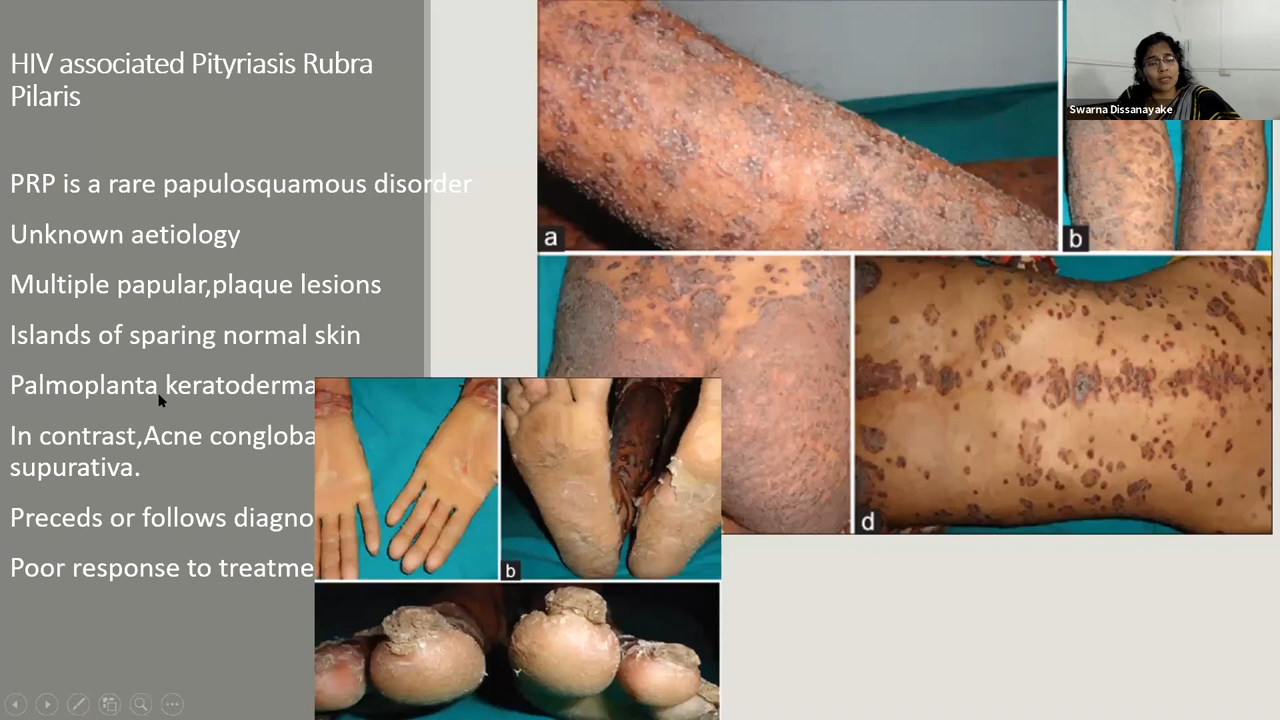 HIV associated Pityriasis Rubra
Pilaris
PRP is a rare papulosquamous disorder
Unknown aetiology
Multiple papular,plaque lesions
Islands of sparing normal skin
Palmoplanta keratoderma
In contrast,Acne congloba
supurativa.
Preceds or follows diagno
Poor response to treatme
a
b
d
b
Swarna Dissanayake